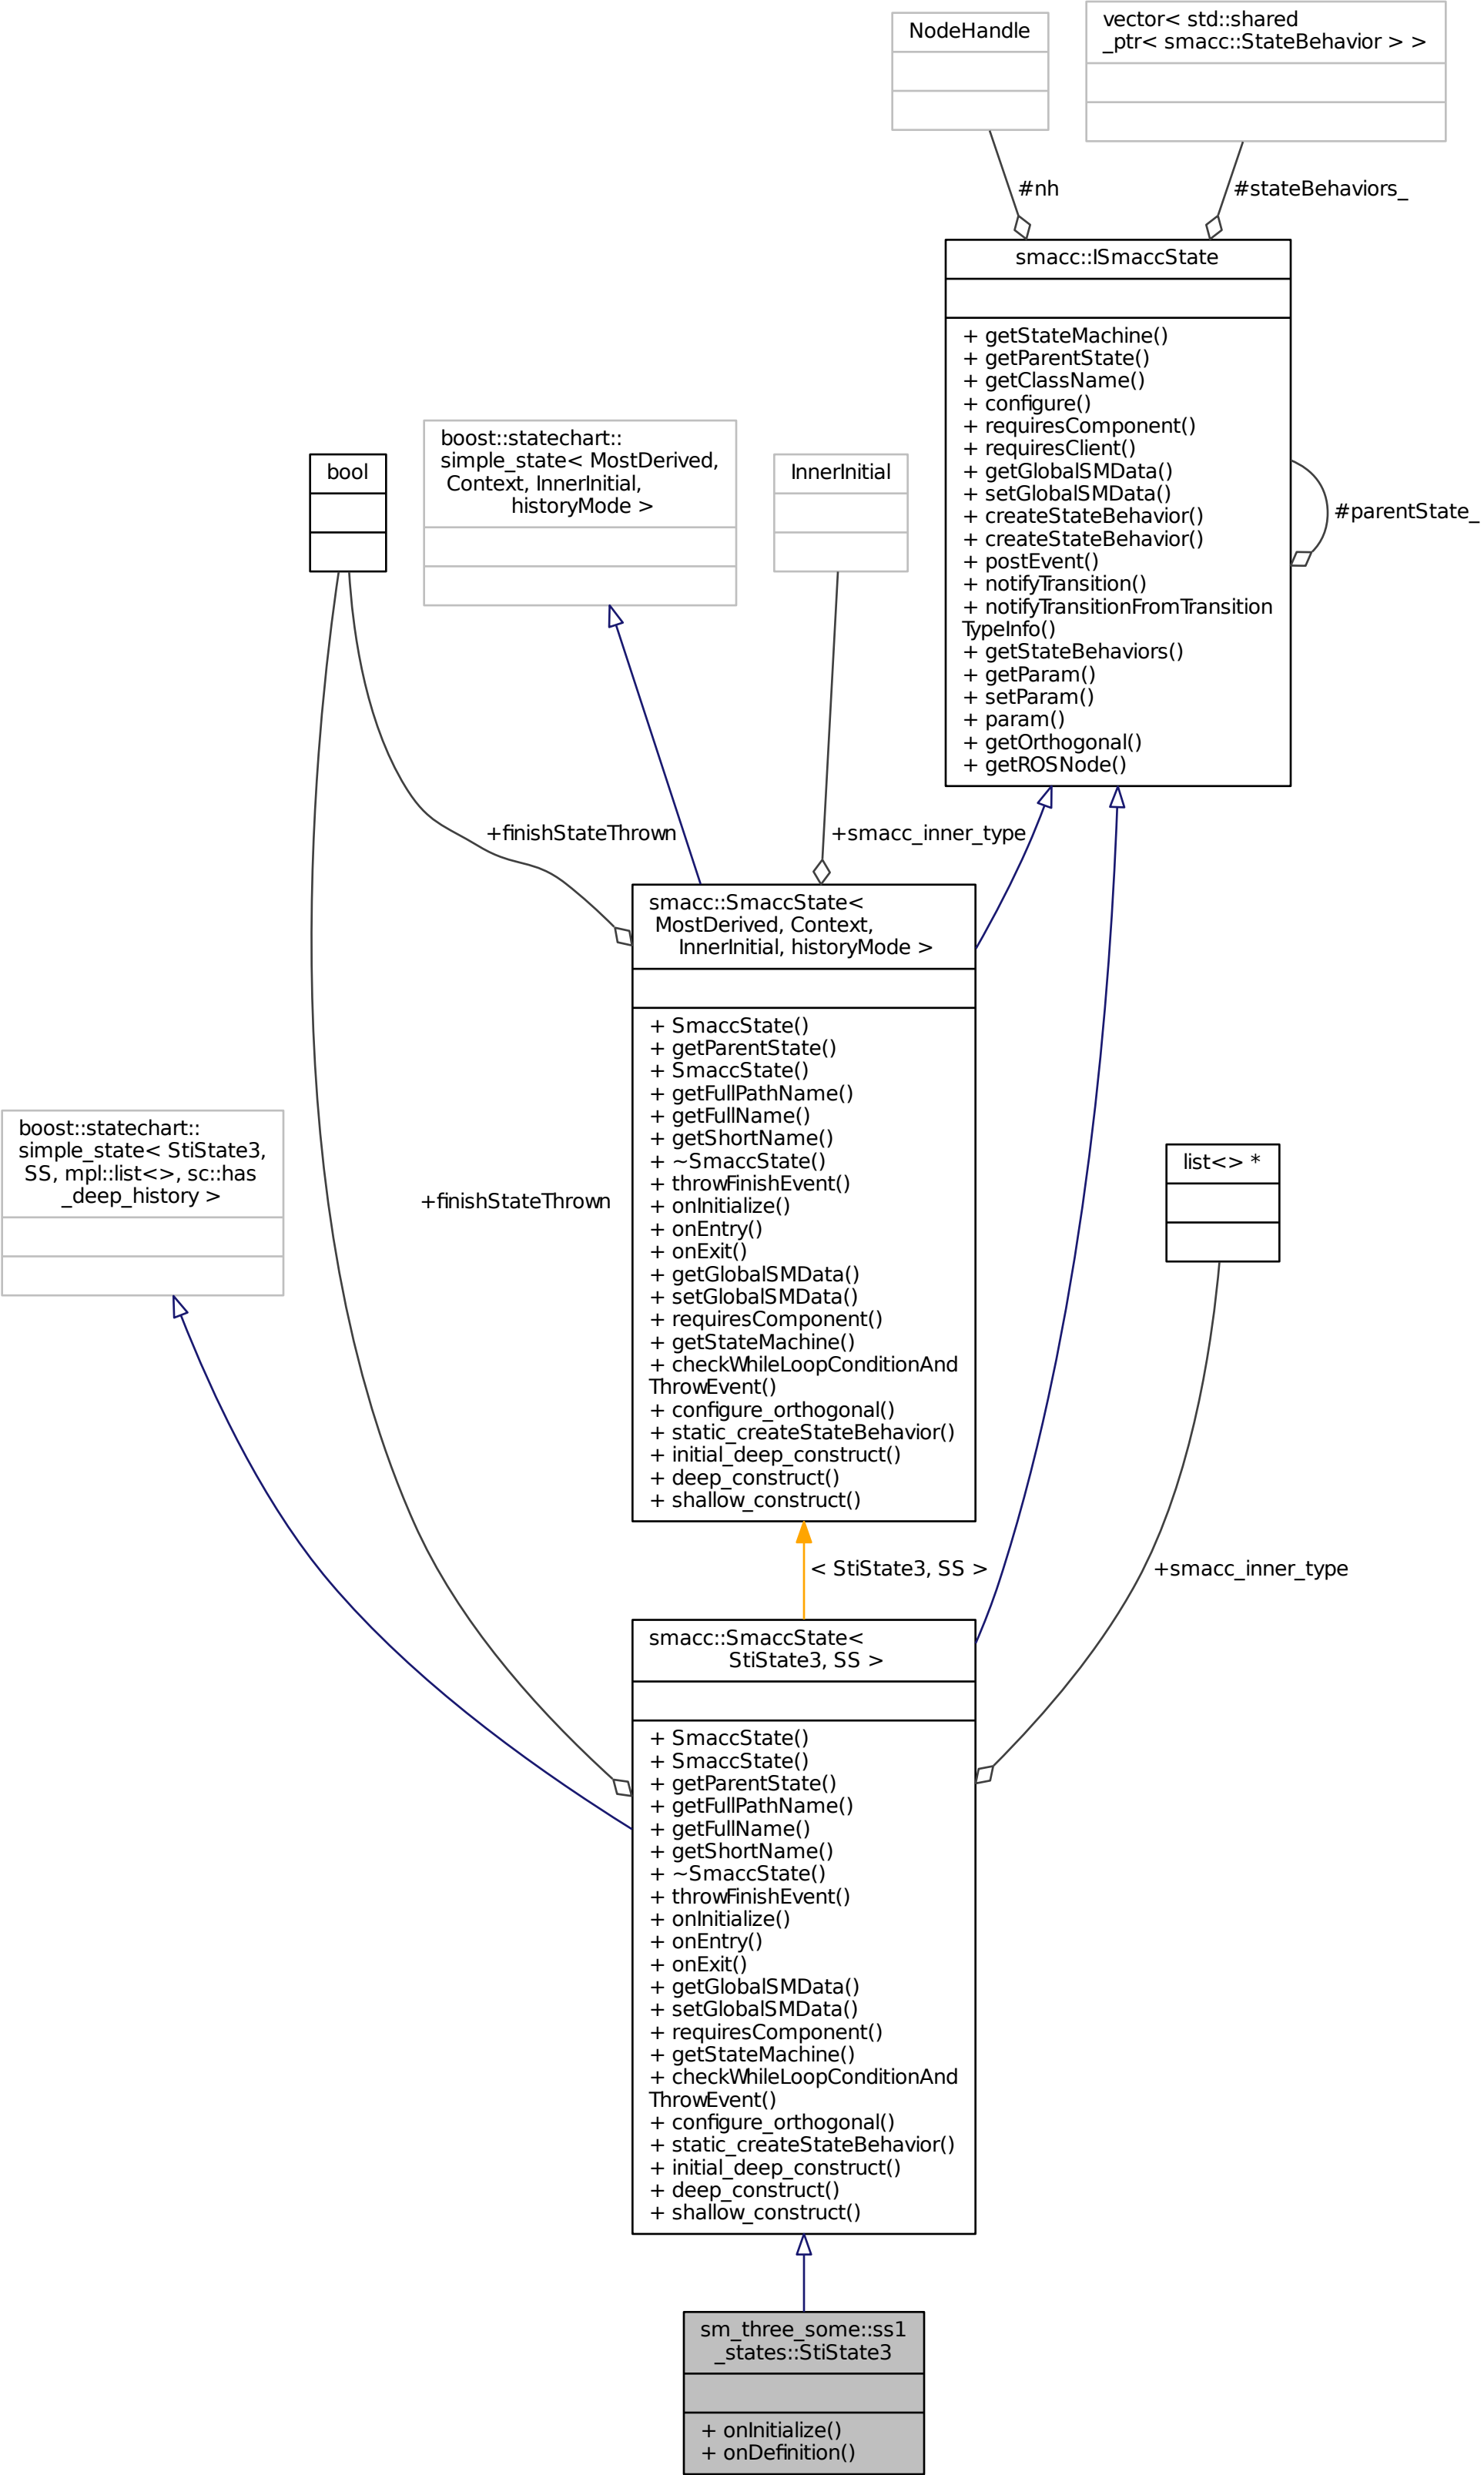 NodeHandle
vector< std::shared
_ptr< smacc::StateBehavior > >
#nh
#stateBehaviors_
smacc::ISmaccState
+ getStateMachine()
+ getParentState()
+ getClassName()
+ configure()
+ requiresComponent()
+ requiresClient()
+ getGlobalSMData()
+ setGlobalSMData()
+ createStateBehavior()
+ createStateBehavior()
+ postEvent()
+ notifyTransition()
+ notifyTransitionFromTransition
TypeInfo()
+ getStateBehaviors()
+ getParam()
+ setParam()
+ param()
+ getOrthogonal()
+ getROSNode()
#parentState_
bool
boost::statechart::
simple_state< MostDerived,
Context, InnerInitial,
historyMode >
InnerInitial
+finishStateThrown
+smacc_inner_type
smacc::SmaccState<
MostDerived, Context,
InnerInitial, historyMode >
+ SmaccState()
+ getParentState()
+ SmaccState()
+ getFullPathName()
+ getFullName()
+ getShortName()
+ ~SmaccState()
+ throwFinishEvent()
+ onInitialize()
+ onEntry()
+ onExit()
+ getGlobalSMData()
+ setGlobalSMData()
+ requiresComponent()
+ getStateMachine()
+ checkWhileLoopConditionAnd
ThrowEvent()
+ configure_orthogonal()
+ static_createStateBehavior()
+ initial_deep_construct()
+ deep_construct()
+ shallow_construct()
boost::statechart::
simple_state< StiState3,
SS, mpl::list<>, sc::has
_deep_history >
+finishStateThrown
list<> *
< StiState3, SS >
+smacc_inner_type
smacc::SmaccState<
StiState3, SS >
+ SmaccState()
+ SmaccState()
+ getParentState()
+ getFullPathName()
+ getFullName()
+ getShortName()
+ ~SmaccState()
+ throwFinishEvent()
+ onInitialize()
+ onEntry()
+ onExit()
+ getGlobalSMData()
+ setGlobalSMData()
+ requiresComponent()
+ getStateMachine()
+ checkWhileLoopConditionAnd
ThrowEvent()
+ configure_orthogonal()
+ static_createStateBehavior()
+ initial_deep_construct()
+ deep_construct()
+ shallow_construct()
sm_three_some::ss1
_states::StiState3
+ onInitialize()
+ onDefinition()